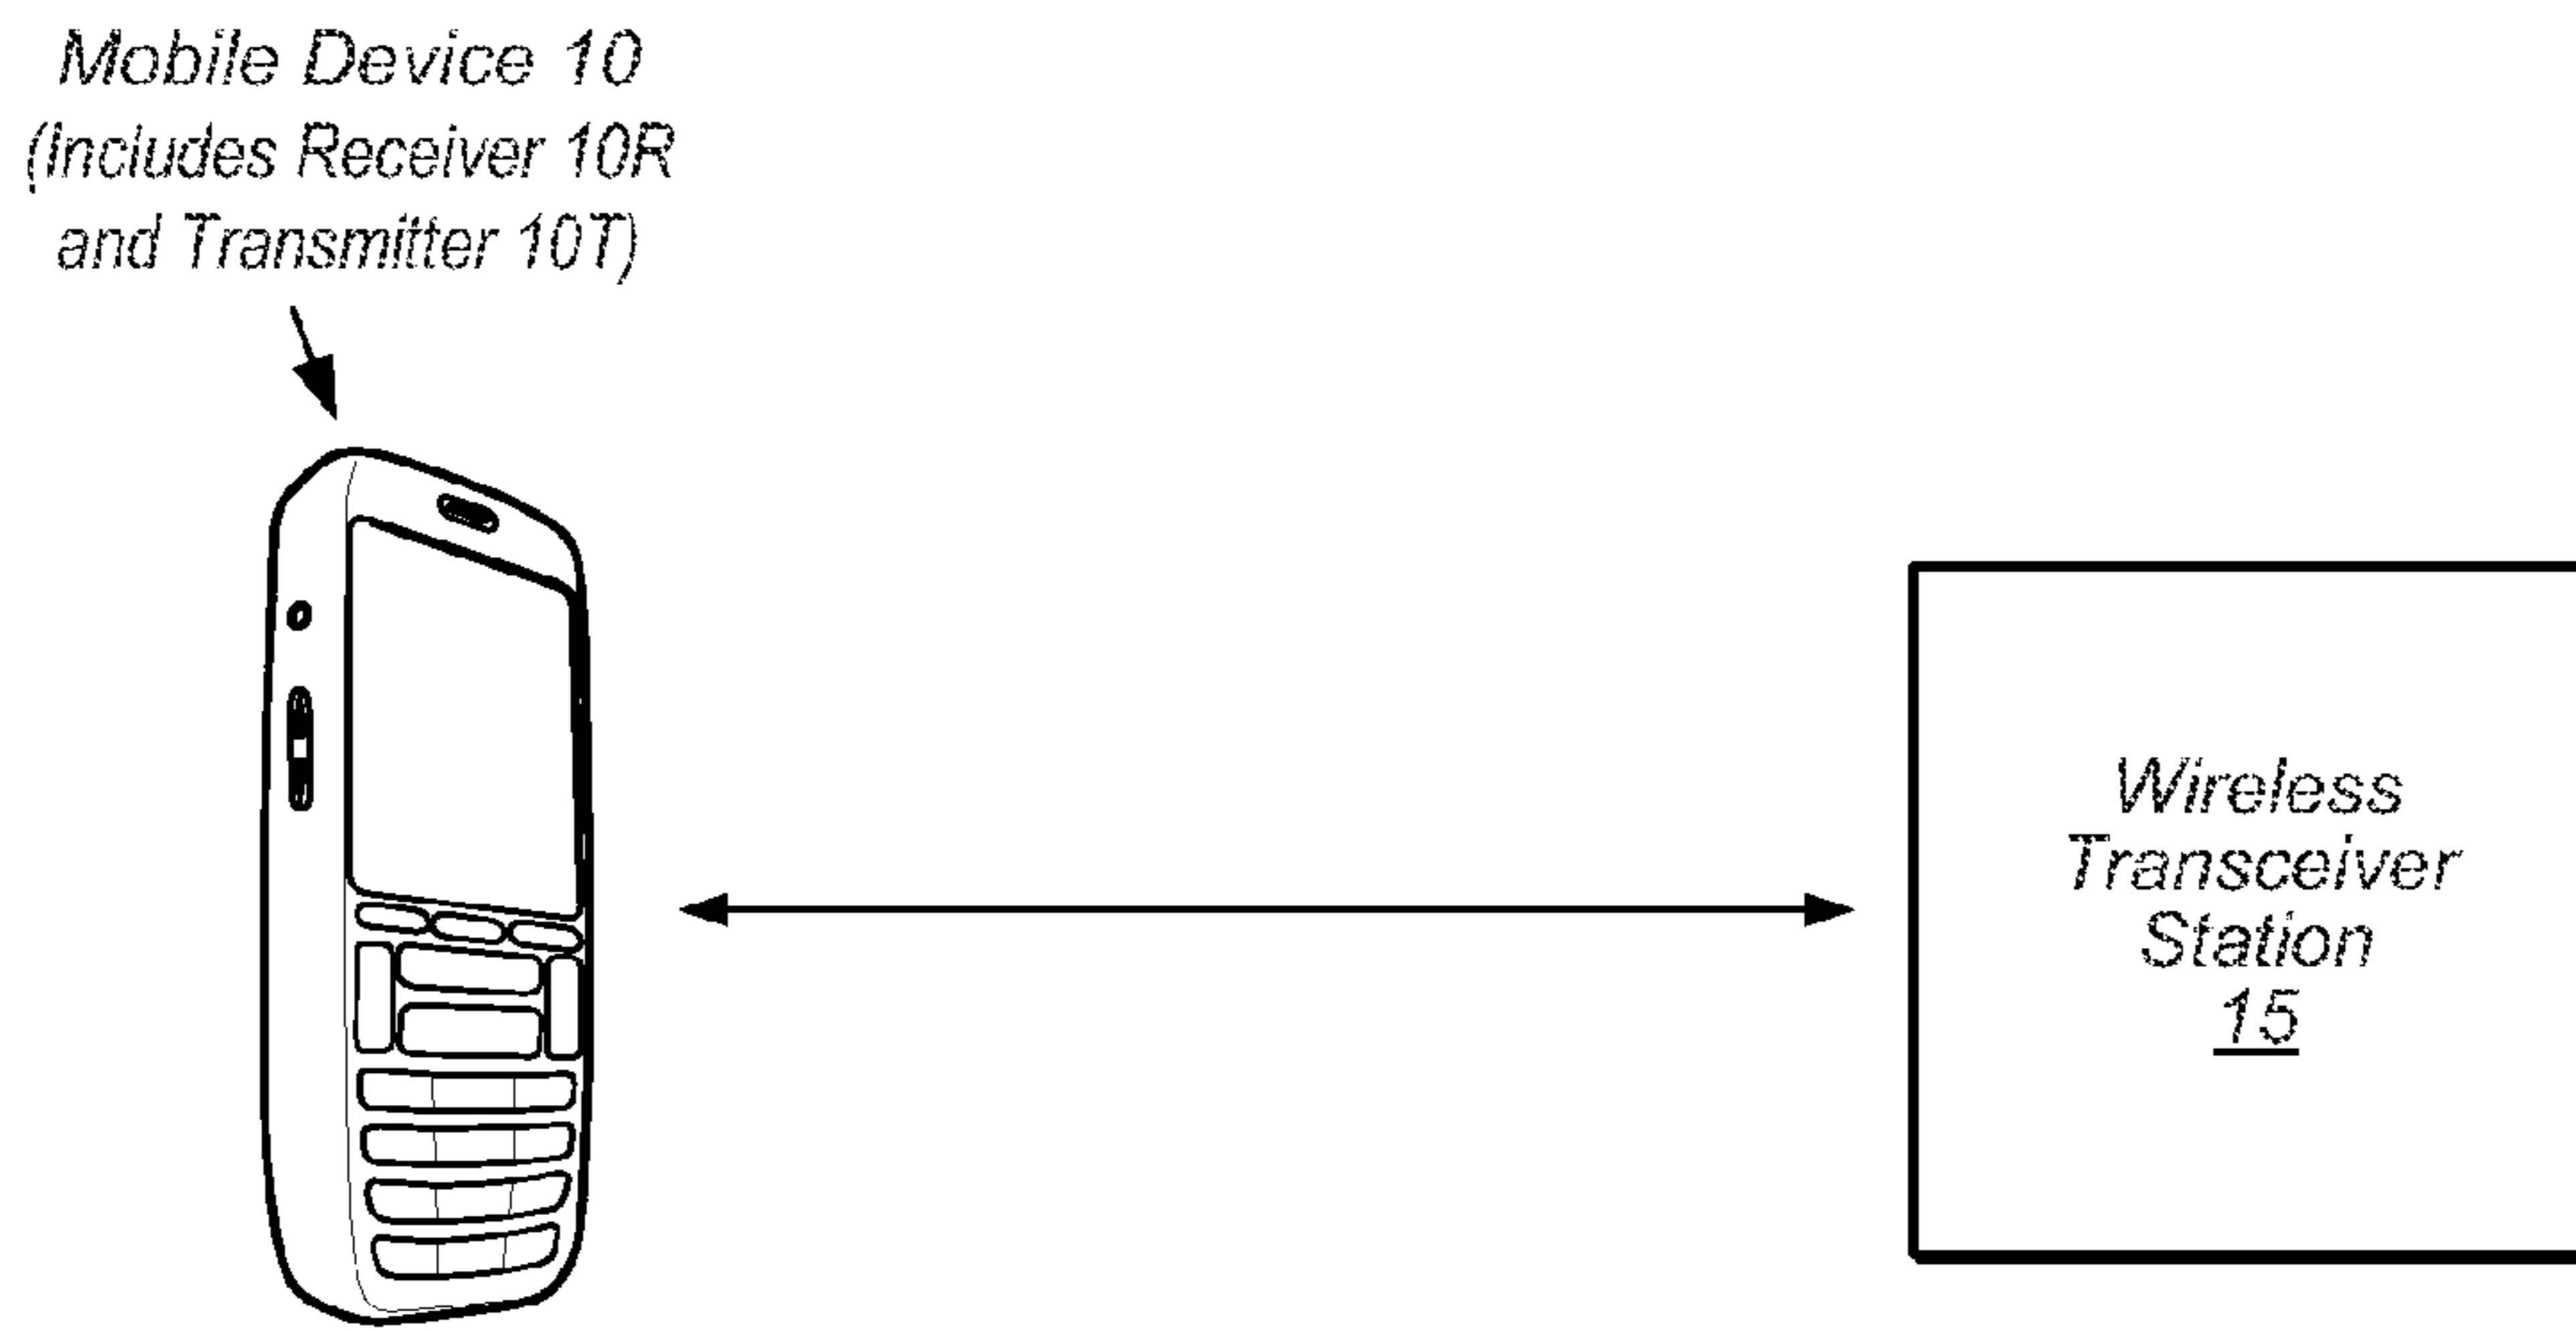 Mobile Device 10
(Includes Receiver 10R
and Transmitter 10T)
Wireless
Transceiver
Station
15